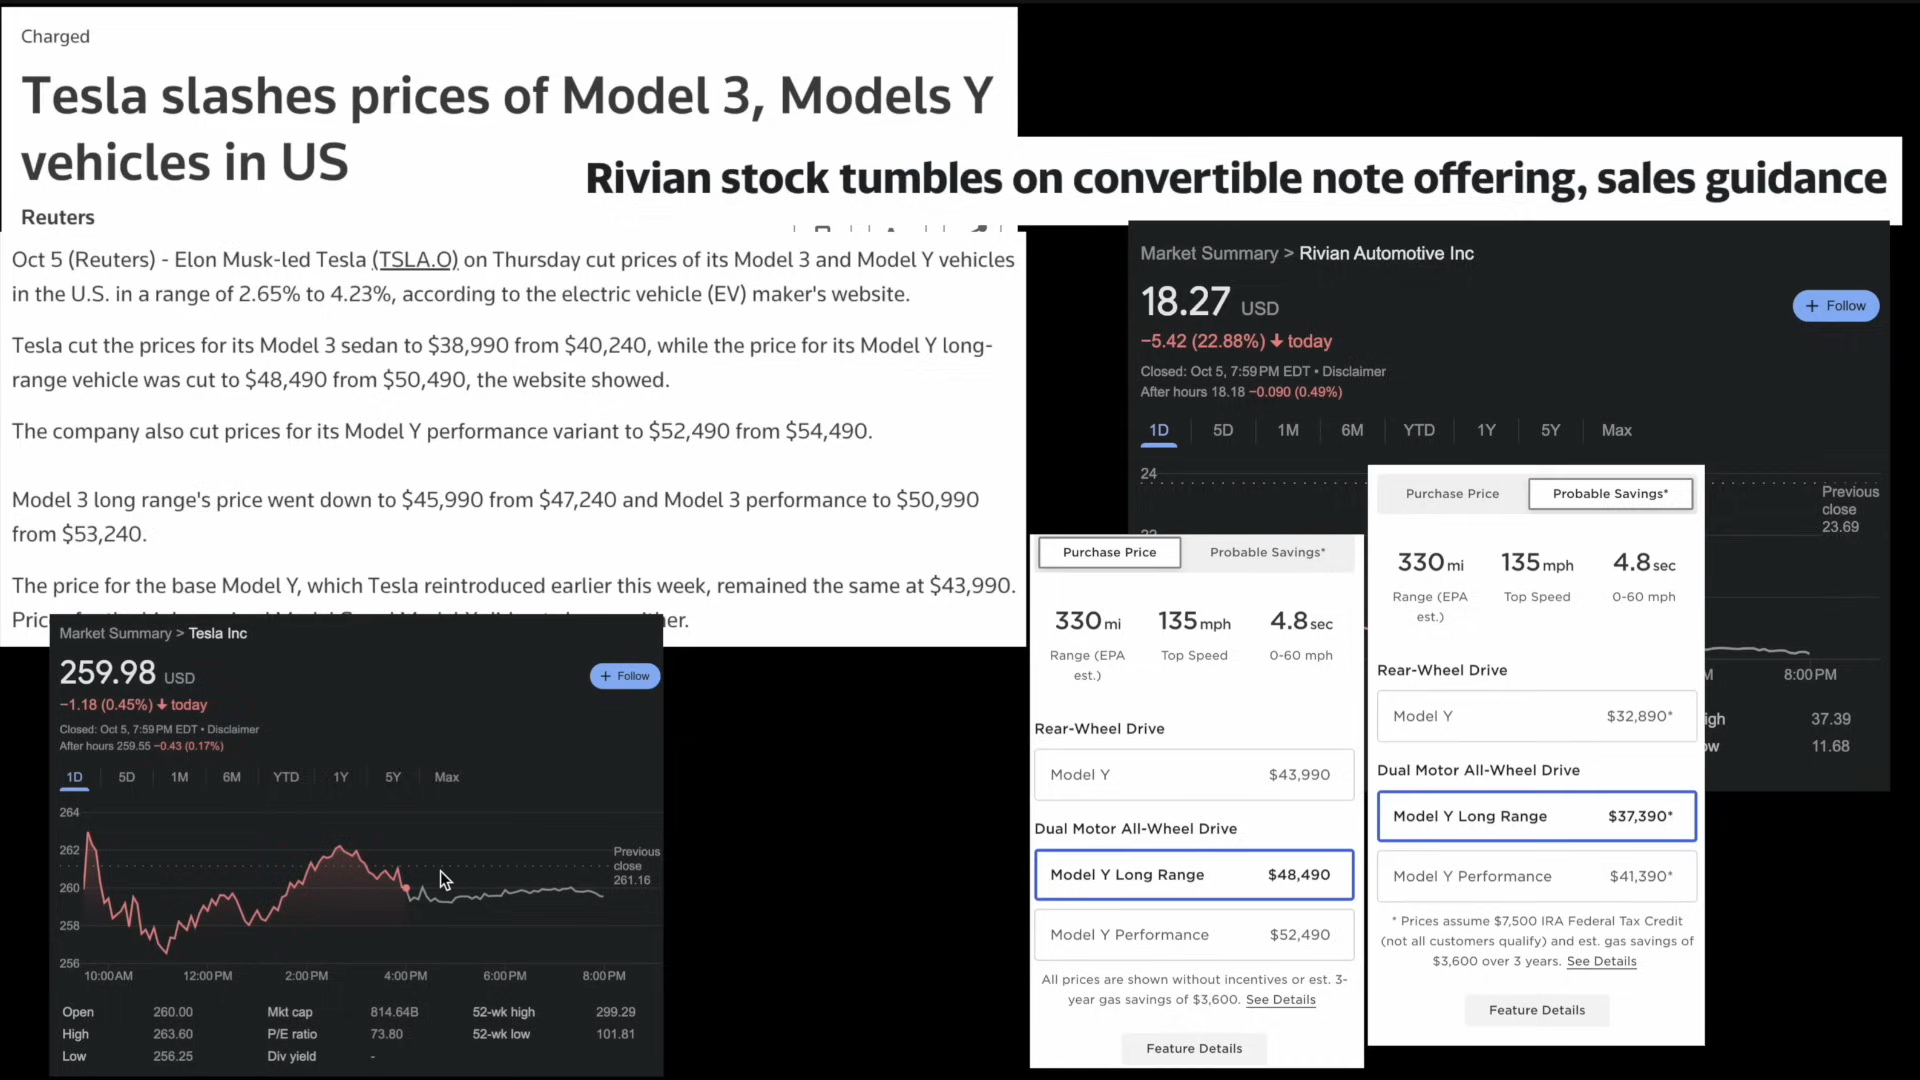 Charged
Tesla slashes prices of Model 3, Models Y
vehicles in US
Reuters
Oct 5 (Reuters) - Elon Musk-led Tesla (TSLA.O) on Thursday cut prices of its Model 3 and Model Y vehicles
in the U.S. in a range of 2.65% to 4.23%, according to the electric vehicle (EV) maker's website.
Tesla cut the prices for its Model 3 sedan to $38,990 from $40,240, while the price for its Model Y long-
range vehicle was cut to $48,490 from $50,490, the website showed.
The company also cut prices for its Model Y performance variant to $52,490 from $54,490.
Model 3 long range's price went down to $45,990 from $47,240 and Model 3 performance to $50,990
from $53,240.
The price for the base Model Y, which Tesla reintroduced earlier this week, remained the same at $43,990.
Rivian stock tumbles on convertible note offering, sales guidance
Market Summary > Rivian Automotive Inc
18.27 USD
+ Follow
−5.42 (22.88%) ↓ today
Closed: Oct 5, 7:59 PM EDT • Disclaimer
After hours 18.18 −0.090 (0.49%)
1D 5D 1M 6M YTD 1Y 5Y Max
24
Previous
close
23.69
8:00 PM
37.39
11.68
Market Summary > Tesla Inc
259.98 USD
+ Follow
−1.18 (0.45%) ↓ today
Closed: Oct 5, 7:59 PM EDT • Disclaimer
After hours 259.55 −0.43 (0.17%)
1D 5D 1M 6M YTD 1Y 5Y Max
264
262
260
258
256
Previous
close
261.16
10:00 AM 12:00 PM 2:00 PM 4:00 PM 6:00 PM 8:00 PM
Open 260.00 Mkt cap 814.64B 52-wk high 299.29
High 263.60 P/E ratio 73.80 52-wk low 101.81
Low 256.25 Div yield -
Purchase Price Probable Savings*
330 mi 135 mph 4.8 sec
Range (EPA Top Speed 0-60 mph
est.)
Rear-Wheel Drive
Model Y $43,990
Dual Motor All-Wheel Drive
Model Y Long Range $48,490
Model Y Performance $52,490
All prices are shown without incentives or est. 3-
year gas savings of $3,600. See Details
Feature Details
Purchase Price Probable Savings*
330 mi 135 mph 4.8 sec
Range (EPA Top Speed 0-60 mph
est.)
Rear-Wheel Drive
Model Y $32,890*
Dual Motor All-Wheel Drive
Model Y Long Range $37,390*
Model Y Performance $41,390*
* Prices assume $7,500 IRA Federal Tax Credit
(not all customers qualify) and est. gas savings of
$3,600 over 3 years. See Details
Feature Details